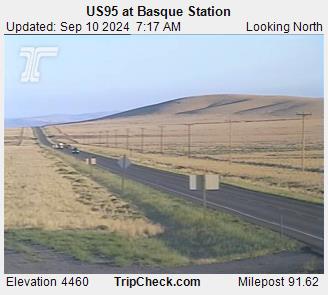 US95 at Basque Station
Updated: Sep 10 2024 7:17 AM Looking North
Elevation 4460 TripCheck.com Milepost 91.62